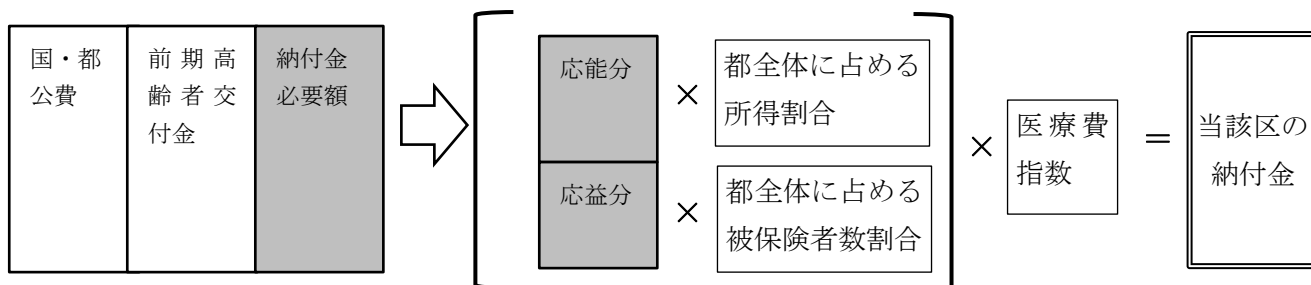 国・都
公費
前期高
齢者交
付金
納付金
必要額
応能分
×
都全体に占める
所得割合
応益分
×
都全体に占める
被保険者数割合
×
医療費
指数
＝
当該区の
納付金